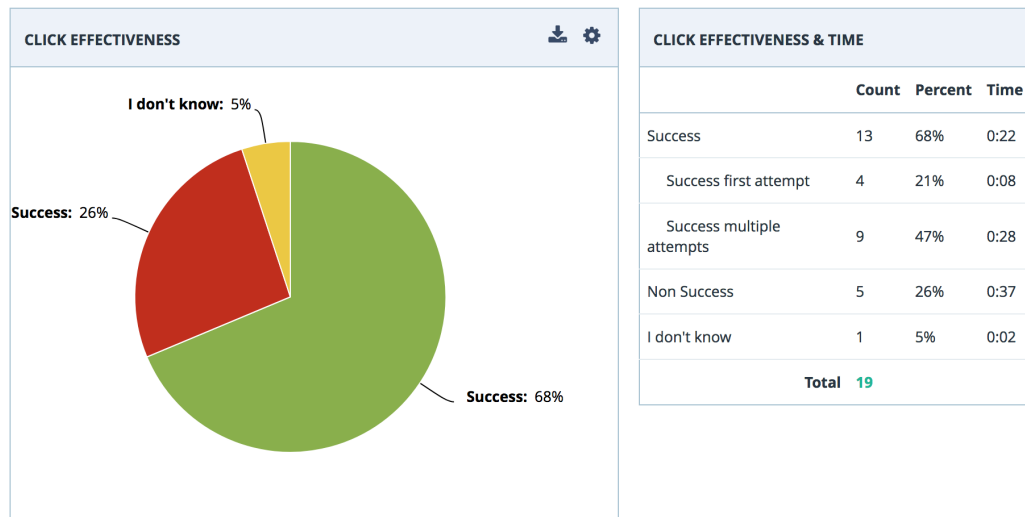 CLICK EFFECTIVENESS
I don't know: 5%
Success: 26%
Success: 68%
CLICK EFFECTIVENESS & TIME
Count Percent Time
Success 13 68% 0:22
Success first attempt 4 21% 0:08
Success multiple
attempts 9 47% 0:28
Non Success 5 26% 0:37
I don't know 1 5% 0:02
Total 19